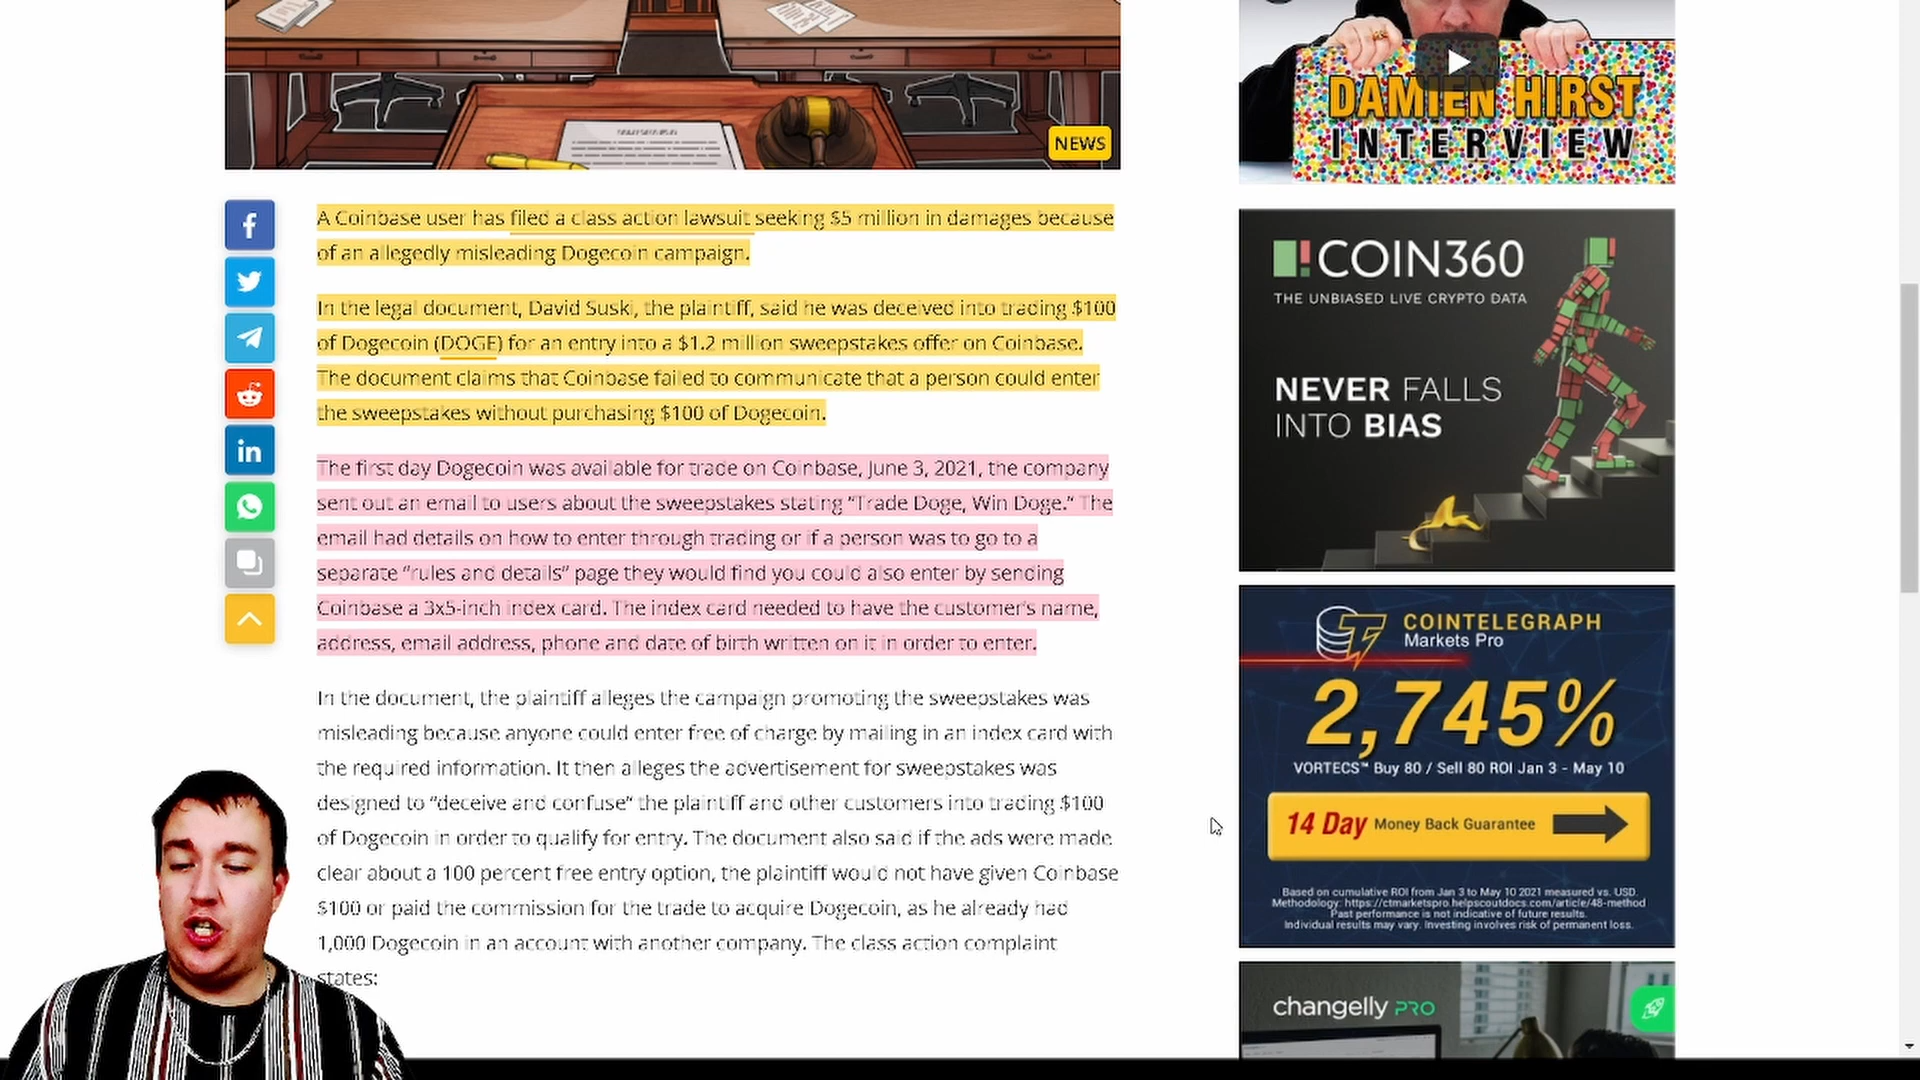 DAMIEN HIRST
INTERVIEW
NEWS
A Coinbase user has filed a class action lawsuit seeking $5 million in damages because
of an allegedly misleading Dogecoin campaign.
In the legal document, David Suski, the plaintiff, said he was deceived into trading $100
of Dogecoin (DOGE) for an entry into a $1.2 million sweepstakes offer on Coinbase.
The document claims that Coinbase failed to communicate that a person could enter
the sweepstakes without purchasing $100 of Dogecoin.
The first day Dogecoin was available for trade on Coinbase, June 3, 2021, the company
sent out an email to users about the sweepstakes stating “Trade Doge, Win Doge.” The
email had details on how to enter through trading or if a person was to go to a
separate “rules and details” page they would find you could also enter by sending
Coinbase a 3x5-inch index card. The index card needed to have the customer’s name,
address, email address, phone and date of birth written on it in order to enter.
In the document, the plaintiff alleges the campaign promoting the sweepstakes was
misleading because anyone could enter free of charge by mailing in an index card with
the required information. It then alleges the advertisement for sweepstakes was
designed to “deceive and confuse” the plaintiff and other customers into trading $100
of Dogecoin in order to qualify for entry. The document also said if the ads were made
clear about a 100 percent free entry option, the plaintiff would not have given Coinbase
$100 or paid the commission for the trade to acquire Dogecoin, as he already had
1,000 Dogecoin in an account with another company. The class action complaint
states:
COIN360
THE UNBIASED LIVE CRYPTO DATA
NEVER FALLS
INTO BIAS
COINTELEGRAPH
Markets Pro
2,745%
VORTECS™ Buy 80 / Sell 80 ROI Jan 3 - May 10
14 Day Money Back Guarantee
Based on cumulative ROI from Jan 3 to May 10 2021 measured vs. USD.
Methodology: https://ctmarketspro.helpscoutdocs.com/article/48-method
Past performance is not indicative of future results.
Individual results may vary. Investing involves risk of permanent loss.
changelly PRO